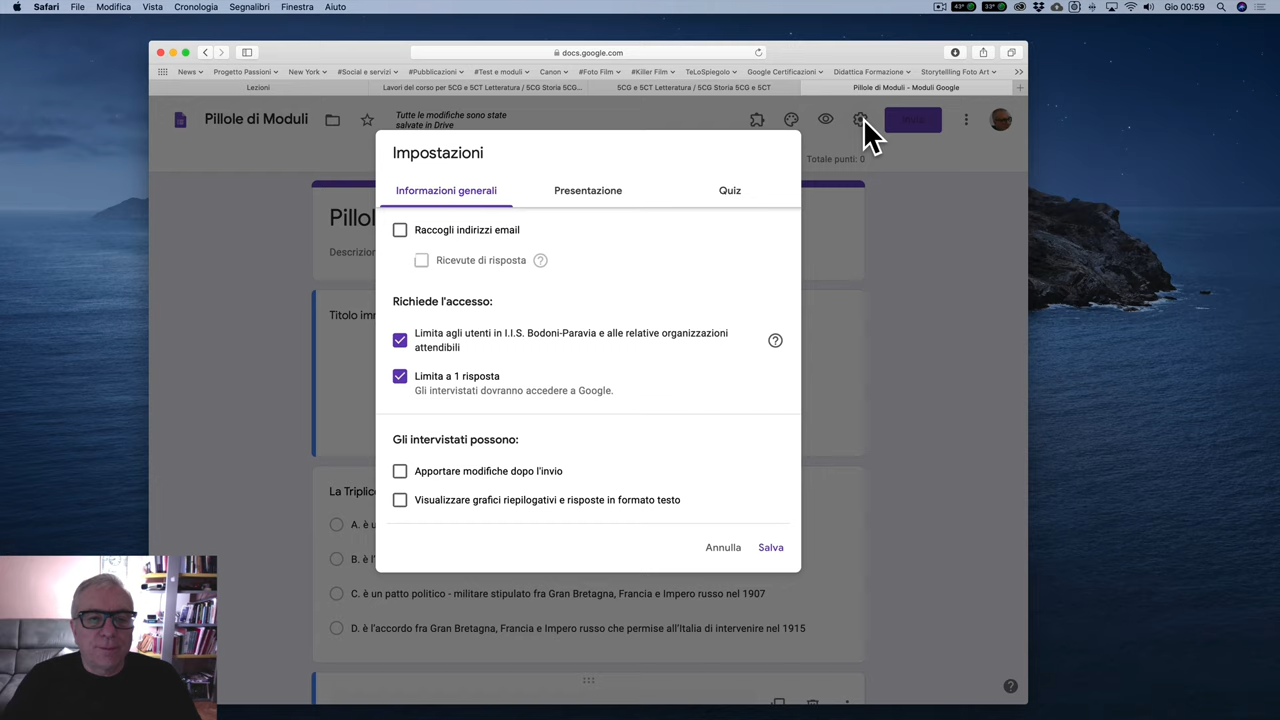 Safari File Modifica Vista Cronologia Segnalibri Finestra Aiuto
43° 33° Gio 00:59
docs.google.com
News Progetto Passioni New York #Social e servizi #Pubblicazioni #Test e moduli Canon #Foto Film #Killer Film TeLoSpiegolo Google Certificazioni Didattica Formazione Storytellling Foto Art
Lezioni
Lavori del corso per 5CG e 5CT Letteratura / 5CG Storia 5CG...
5CG e 5CT Letteratura / 5CG Storia 5CG e 5CT
Pillole di Moduli - Moduli Google
Pillole di Moduli
Tutte le modifiche sono state
salvate in Drive
Invia
Totale punti: 0
Pillol
Descrizion
Titolo imm
La Triplic
A. è u
B. è l'
C. è un patto politico - militare stipulato fra Gran Bretagna, Francia e Impero russo nel 1907
D. è l'accordo fra Gran Bretagna, Francia e Impero russo che permise all'Italia di intervenire nel 1915
Impostazioni
Informazioni generali
Presentazione
Quiz
Raccogli indirizzi email
Ricevute di risposta
Richiede l'accesso:
Limita agli utenti in I.I.S. Bodoni-Paravia e alle relative organizzazioni
attendibili
Limita a 1 risposta
Gli intervistati dovranno accedere a Google.
Gli intervistati possono:
Apportare modifiche dopo l'invio
Visualizzare grafici riepilogativi e risposte in formato testo
Annulla
Salva